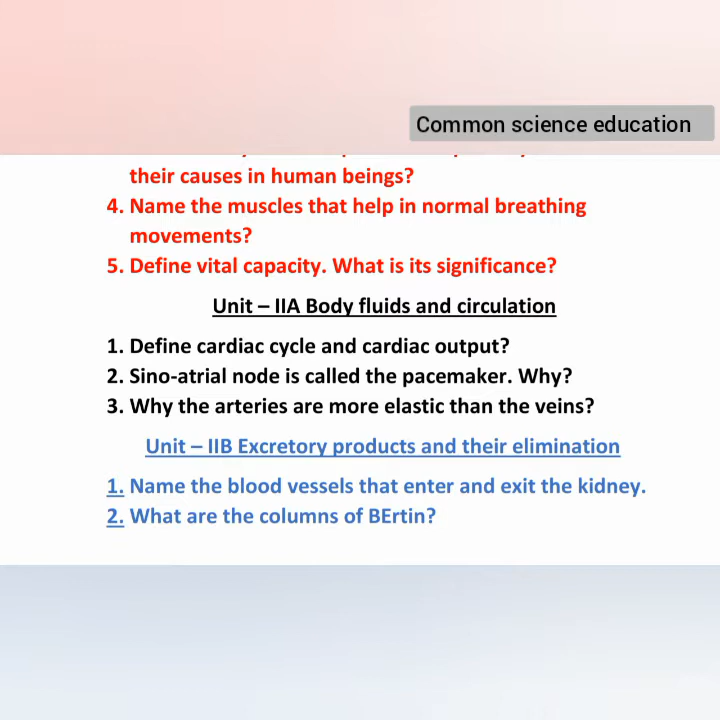 Common science education
their causes in human beings?
4. Name the muscles that help in normal breathing
movements?
5. Define vital capacity. What is its significance?
Unit – IIA Body fluids and circulation
1. Define cardiac cycle and cardiac output?
2. Sino-atrial node is called the pacemaker. Why?
3. Why the arteries are more elastic than the veins?
Unit – IIB Excretory products and their elimination
1. Name the blood vessels that enter and exit the kidney.
2. What are the columns of BErtin?